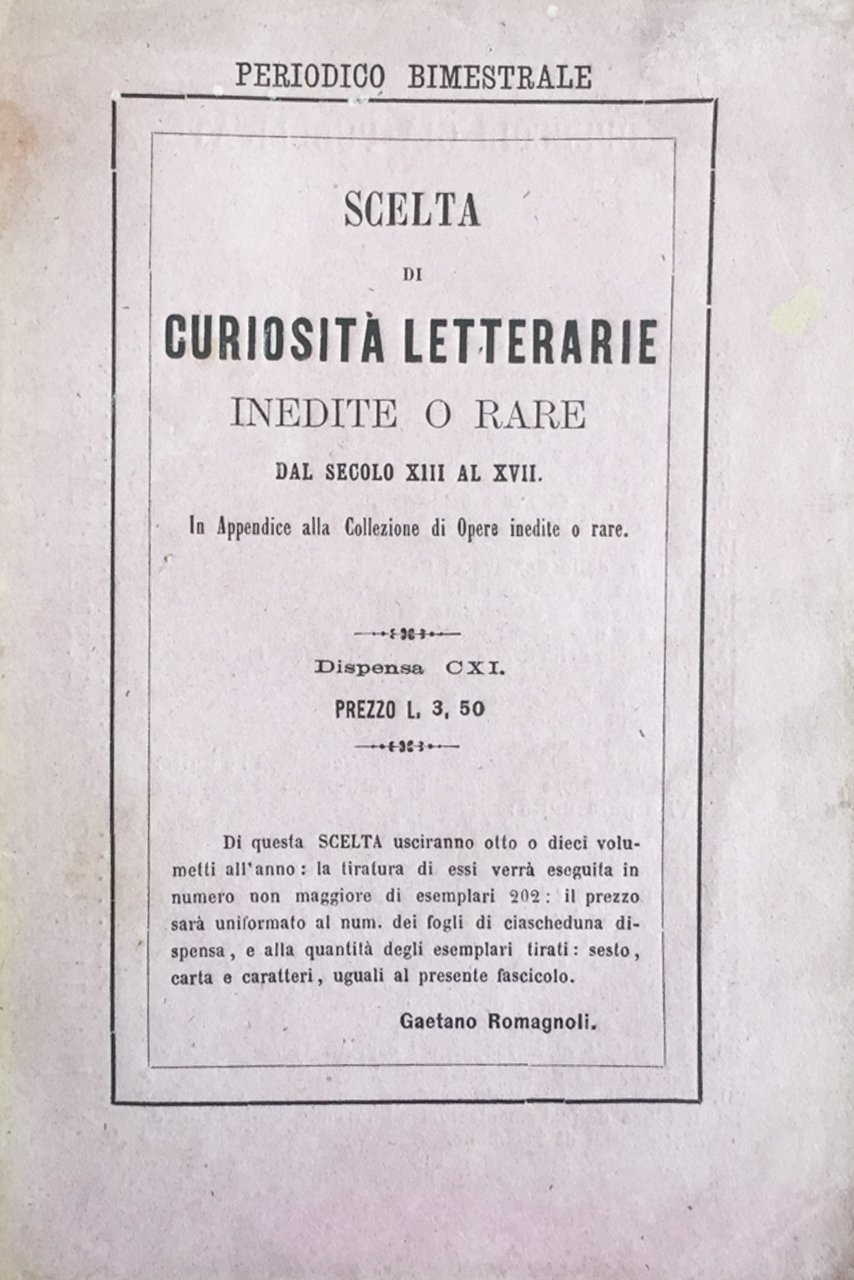 PERIODICO BIMESTRALE
SCELTA
DI
CURIOSITÀ LETTERARIE
INEDITE O RARE
DAL SECOLO XIII AL XVII.
In Appendice alla Collezione di Opere inedite o rare.
Dispensa CXI.
PREZZO L. 3, 50
Di questa SCELTA usciranno otto o dieci volu-
metti all'anno: la tiratura di essi verrà eseguita in
numero non maggiore di esemplari 202: il prezzo
sarà uniformato al num. dei fogli di ciascheduna di-
spensa, e alla quantità degli esemplari tirati: sesto,
carta e caratteri, uguali al presente fascicolo.
Gaetano Romagnoli.